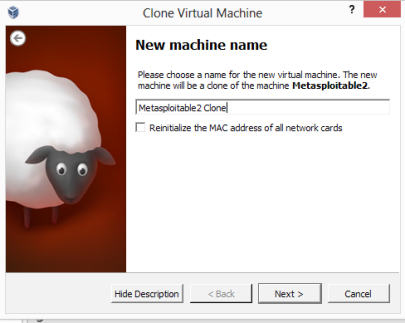 Clone Virtual Machine
?
×
New machine name
Please choose a name for the new virtual machine. The new
machine will be a clone of the machine Metasploitable2.
Metasploitable2 Clone
Reinitialize the MAC address of all network cards
Hide Description
< Back
Next >
Cancel